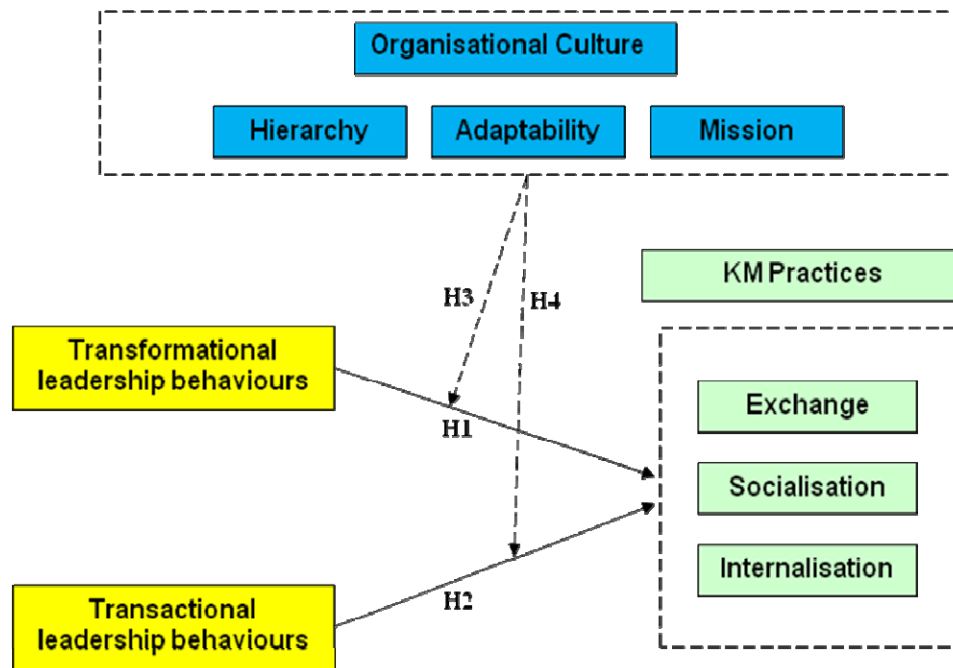 Organisational Culture
Hierarchy
Adaptability
Mission
KM Practices
H3
H4
Transformational
leadership behaviours
H1
Exchange
Socialisation
Internalisation
H2
Transactional
leadership behaviours